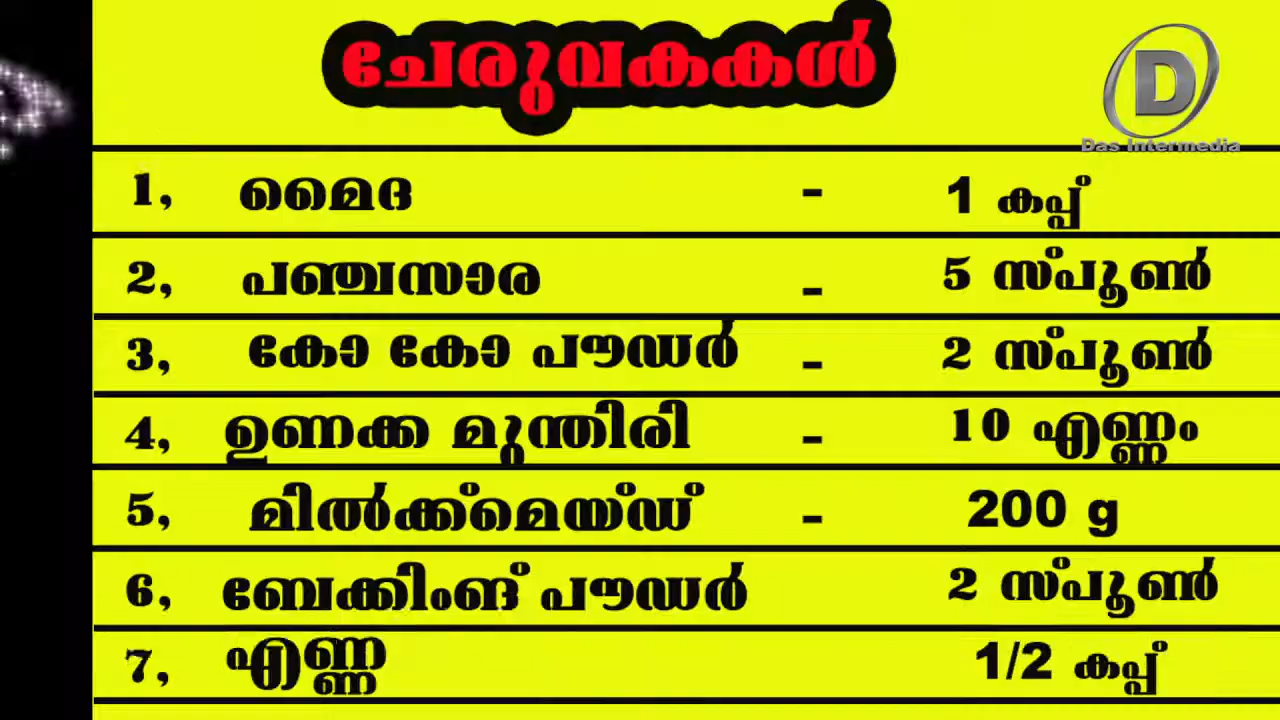 ചേരുവകകൾ
D
Das Intermedia
1, മൈദ - 1 കപ്പ്
2, പഞ്ചസാര - 5 സ്പൂൺ
3, കോ കോ പൗഡർ - 2 സ്പൂൺ
4, ഉണക്ക മുന്തിരി - 10 എണ്ണം
5, മിൽക്ക്മെയ്ഡ് - 200 g
6, ബേക്കിംങ് പൗഡർ 2 സ്പൂൺ
7, എണ്ണ 1/2 കപ്പ്